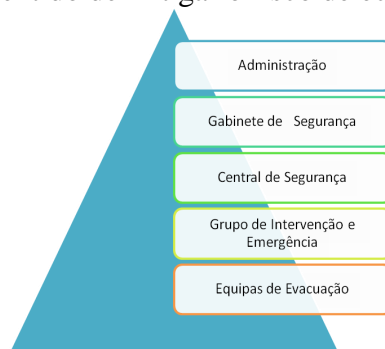 Administração
Gabinete de Segurança
Central de Segurança
Grupo de Intervenção e
Emergência
Equipas de Evacuação